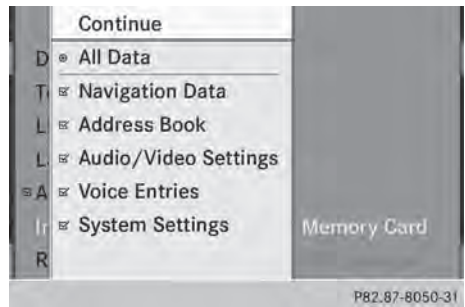 Continue
D All Data
T Navigation Data
L Address Book
L Audio/Video Settings
A Voice Entries
System Settings Memory Card
R
P82.87-8050-31